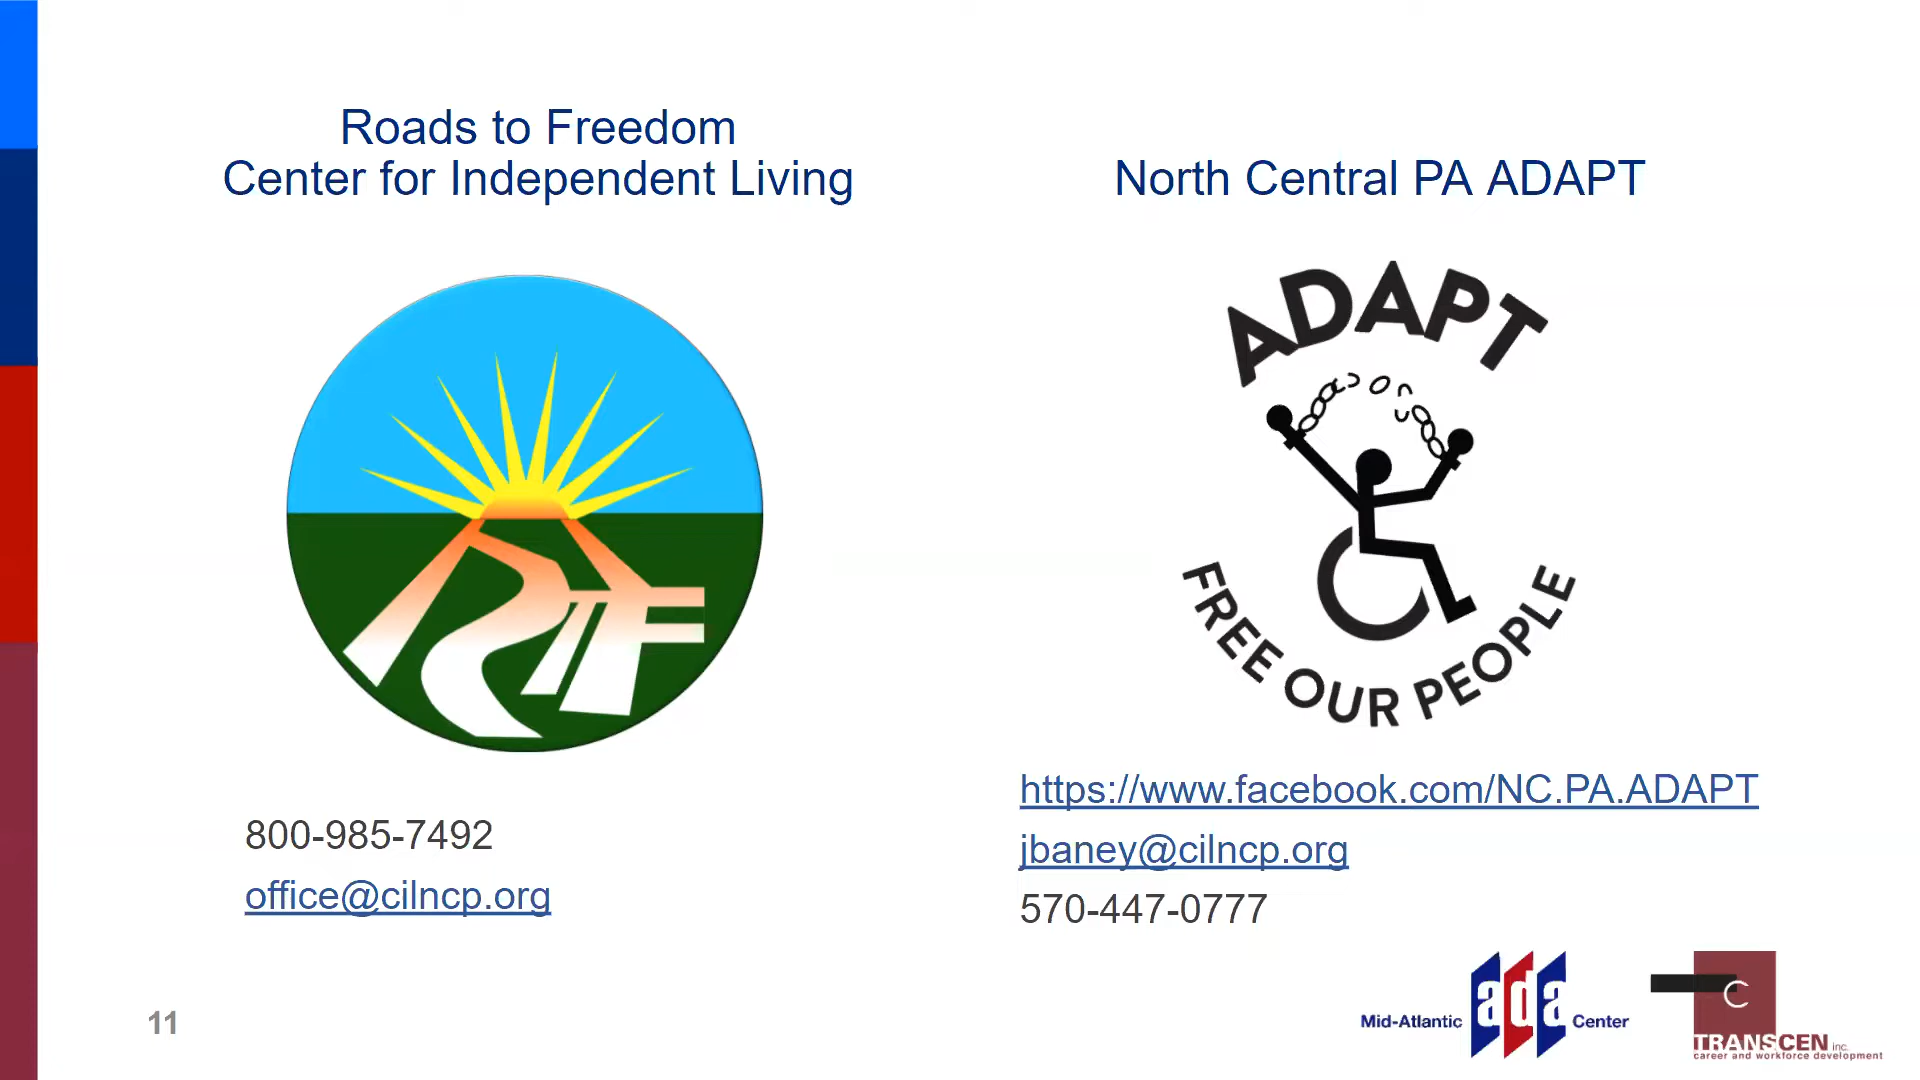 Roads to Freedom
Center for Independent Living
RTF
800-985-7492
office@cilncp.org
North Central PA ADAPT
ADAPT
FREE OUR PEOPLE
https://www.facebook.com/NC.PA.ADAPT
jbaney@cilncp.org
570-447-0777
11
Mid-Atlantic ada Center
C
TRANSCEN inc.
career and workforce development